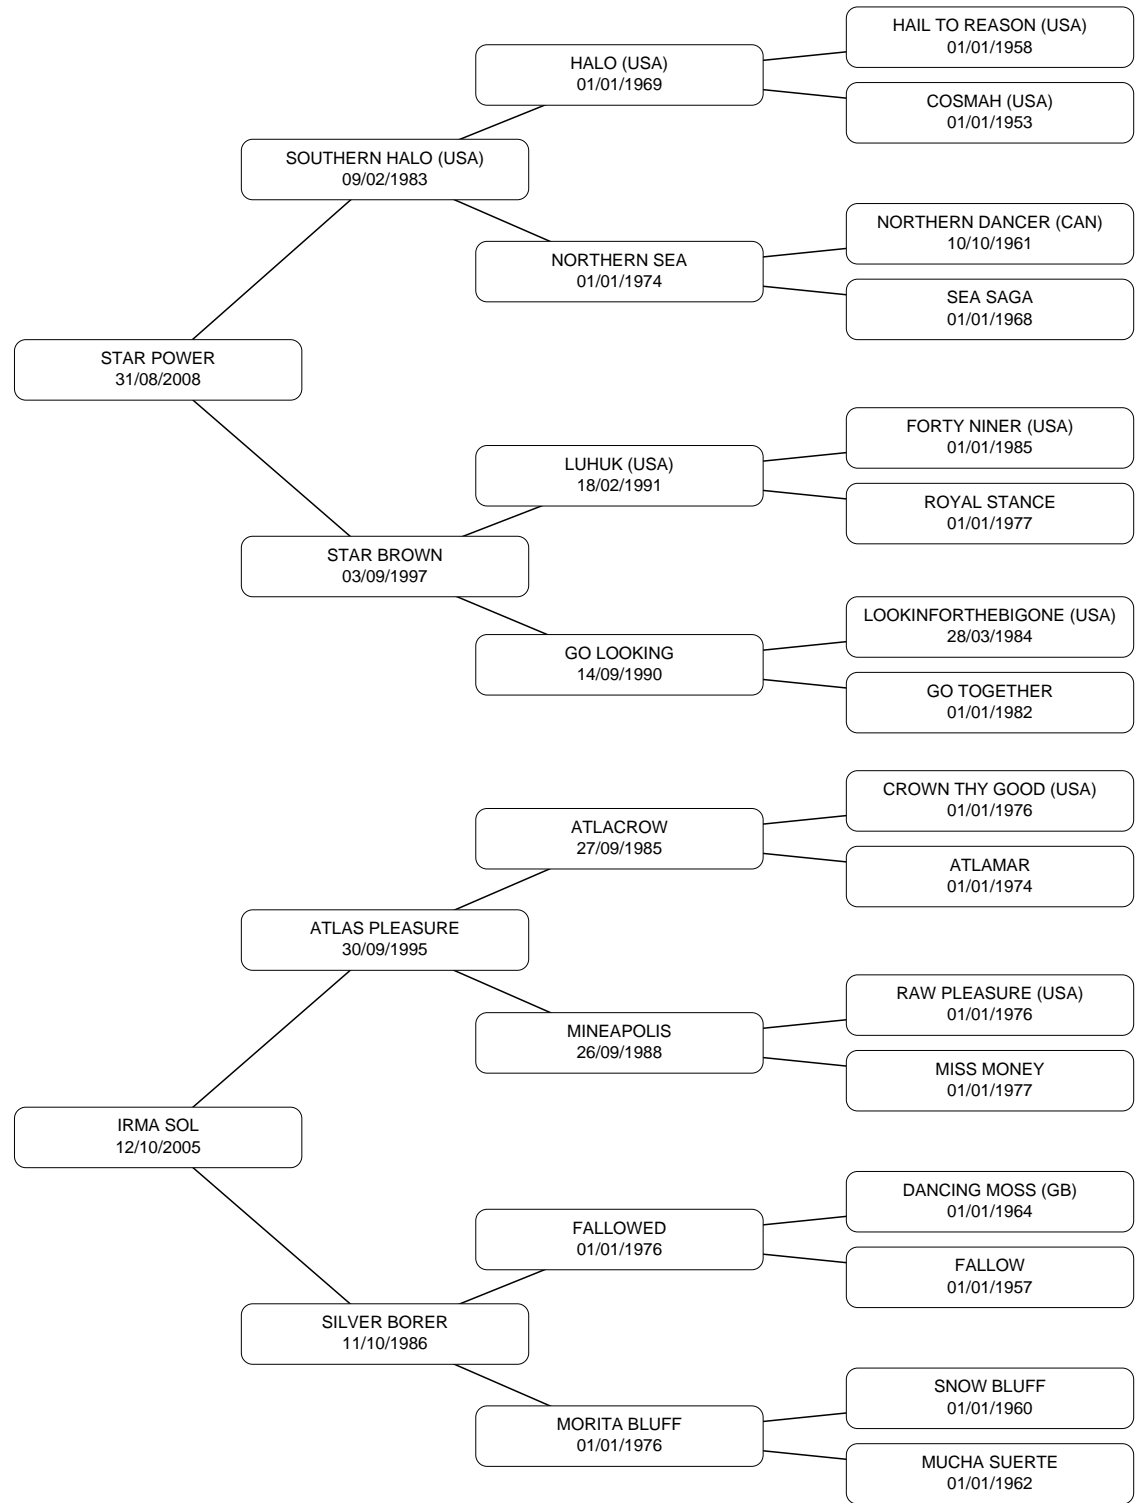 HAIL TO REASON (USA)
01/01/1958
HALO (USA)
01/01/1969
COSMAH (USA)
01/01/1953
SOUTHERN HALO (USA)
09/02/1983
NORTHERN DANCER (CAN)
10/10/1961
NORTHERN SEA
01/01/1974
SEA SAGA
01/01/1968
STAR POWER
31/08/2008
FORTY NINER (USA)
01/01/1985
LUHUK (USA)
18/02/1991
ROYAL STANCE
01/01/1977
STAR BROWN
03/09/1997
LOOKINFORTHEBIGONE (USA)
28/03/1984
GO LOOKING
14/09/1990
GO TOGETHER
01/01/1982
CROWN THY GOOD (USA)
01/01/1976
ATLACROW
27/09/1985
ATLAMAR
01/01/1974
ATLAS PLEASURE
30/09/1995
RAW PLEASURE (USA)
01/01/1976
MINEAPOLIS
26/09/1988
MISS MONEY
01/01/1977
IRMA SOL
12/10/2005
DANCING MOSS (GB)
01/01/1964
FALLOWED
01/01/1976
FALLOW
01/01/1957
SILVER BORER
11/10/1986
SNOW BLUFF
01/01/1960
MORITA BLUFF
01/01/1976
MUCHA SUERTE
01/01/1962